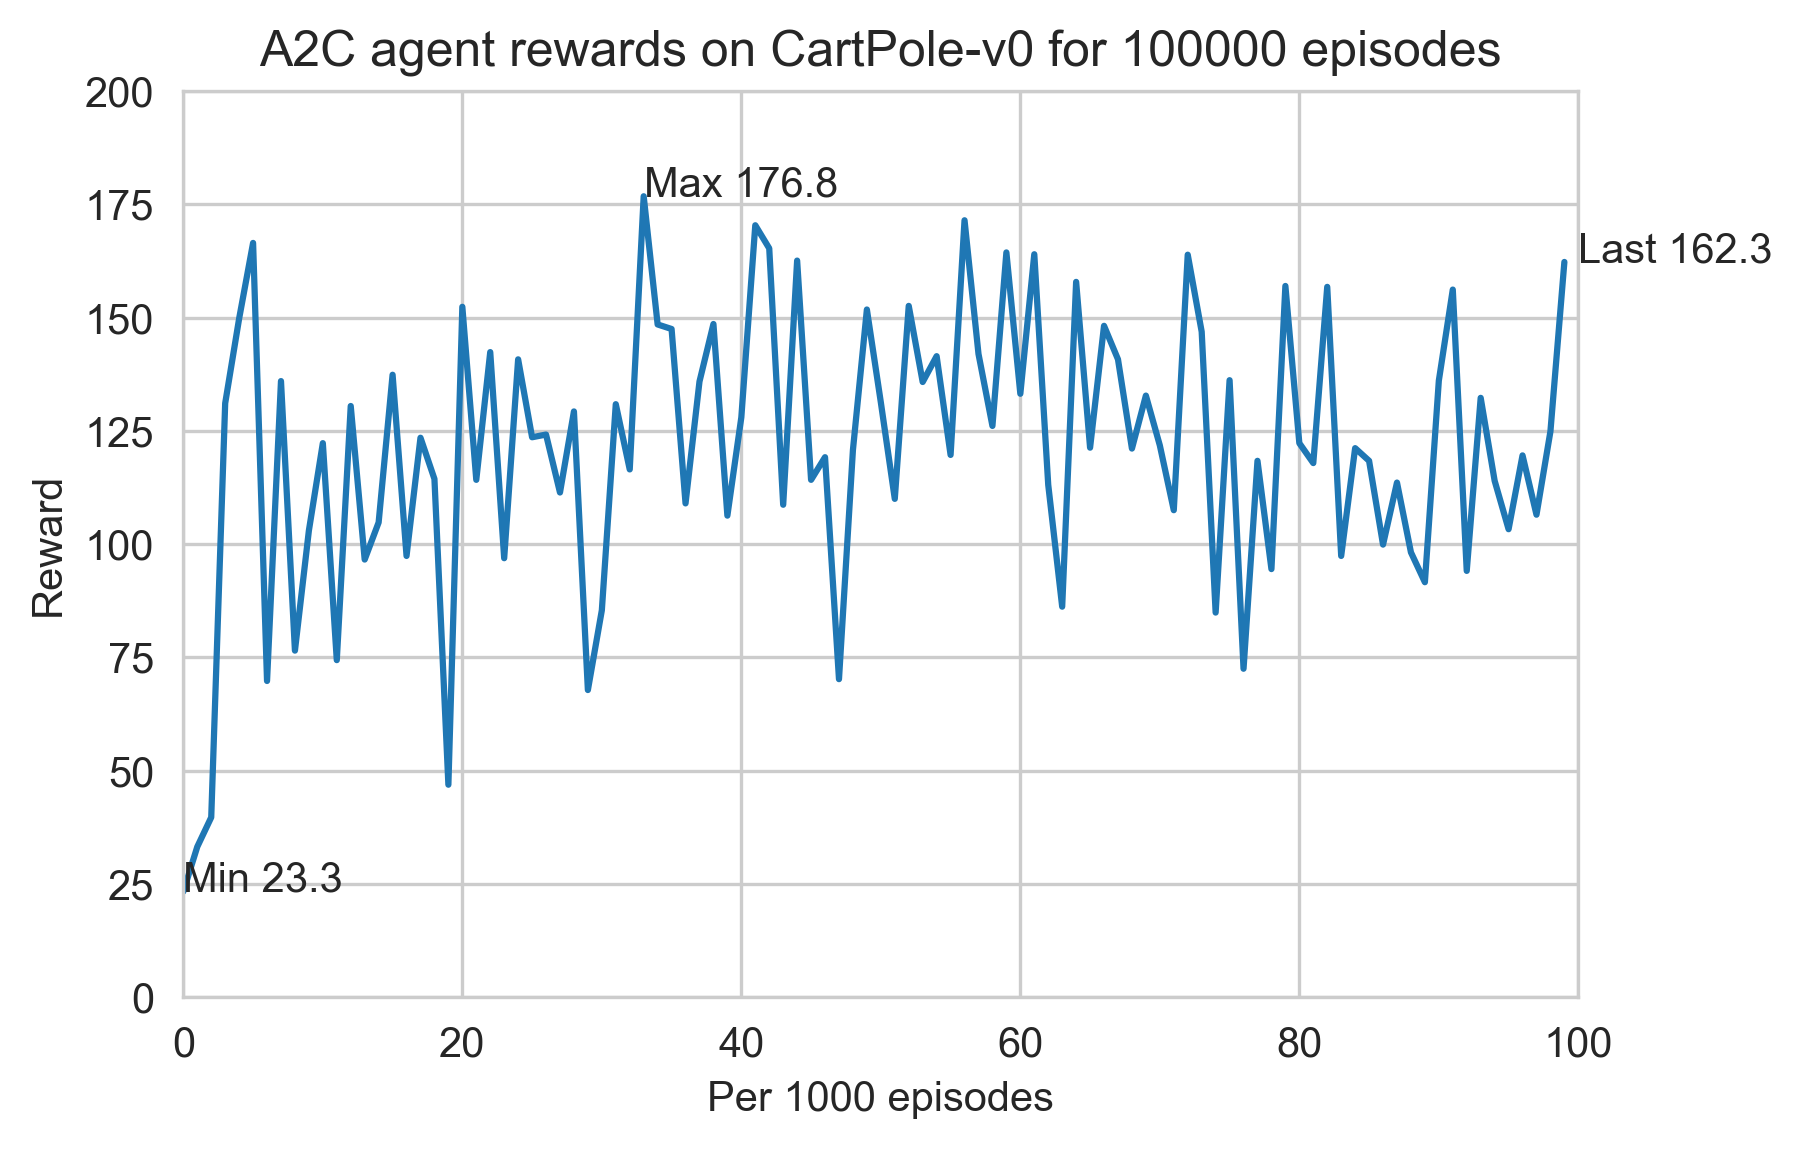 A2C agent rewards on CartPole-v0 for 100000 episodes
200
175
150
125
100
75
50
25
0
Reward
Max 176.8
Last 162.3
Min 23.3
0 20 40 60 80 100
Per 1000 episodes